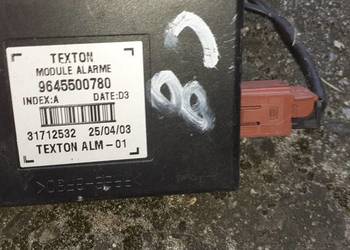 TEXTON
MODULE ALARME
9645500780
INDEX:A DATE:D3
31712532 25/04/03
TEXTON ALM-01